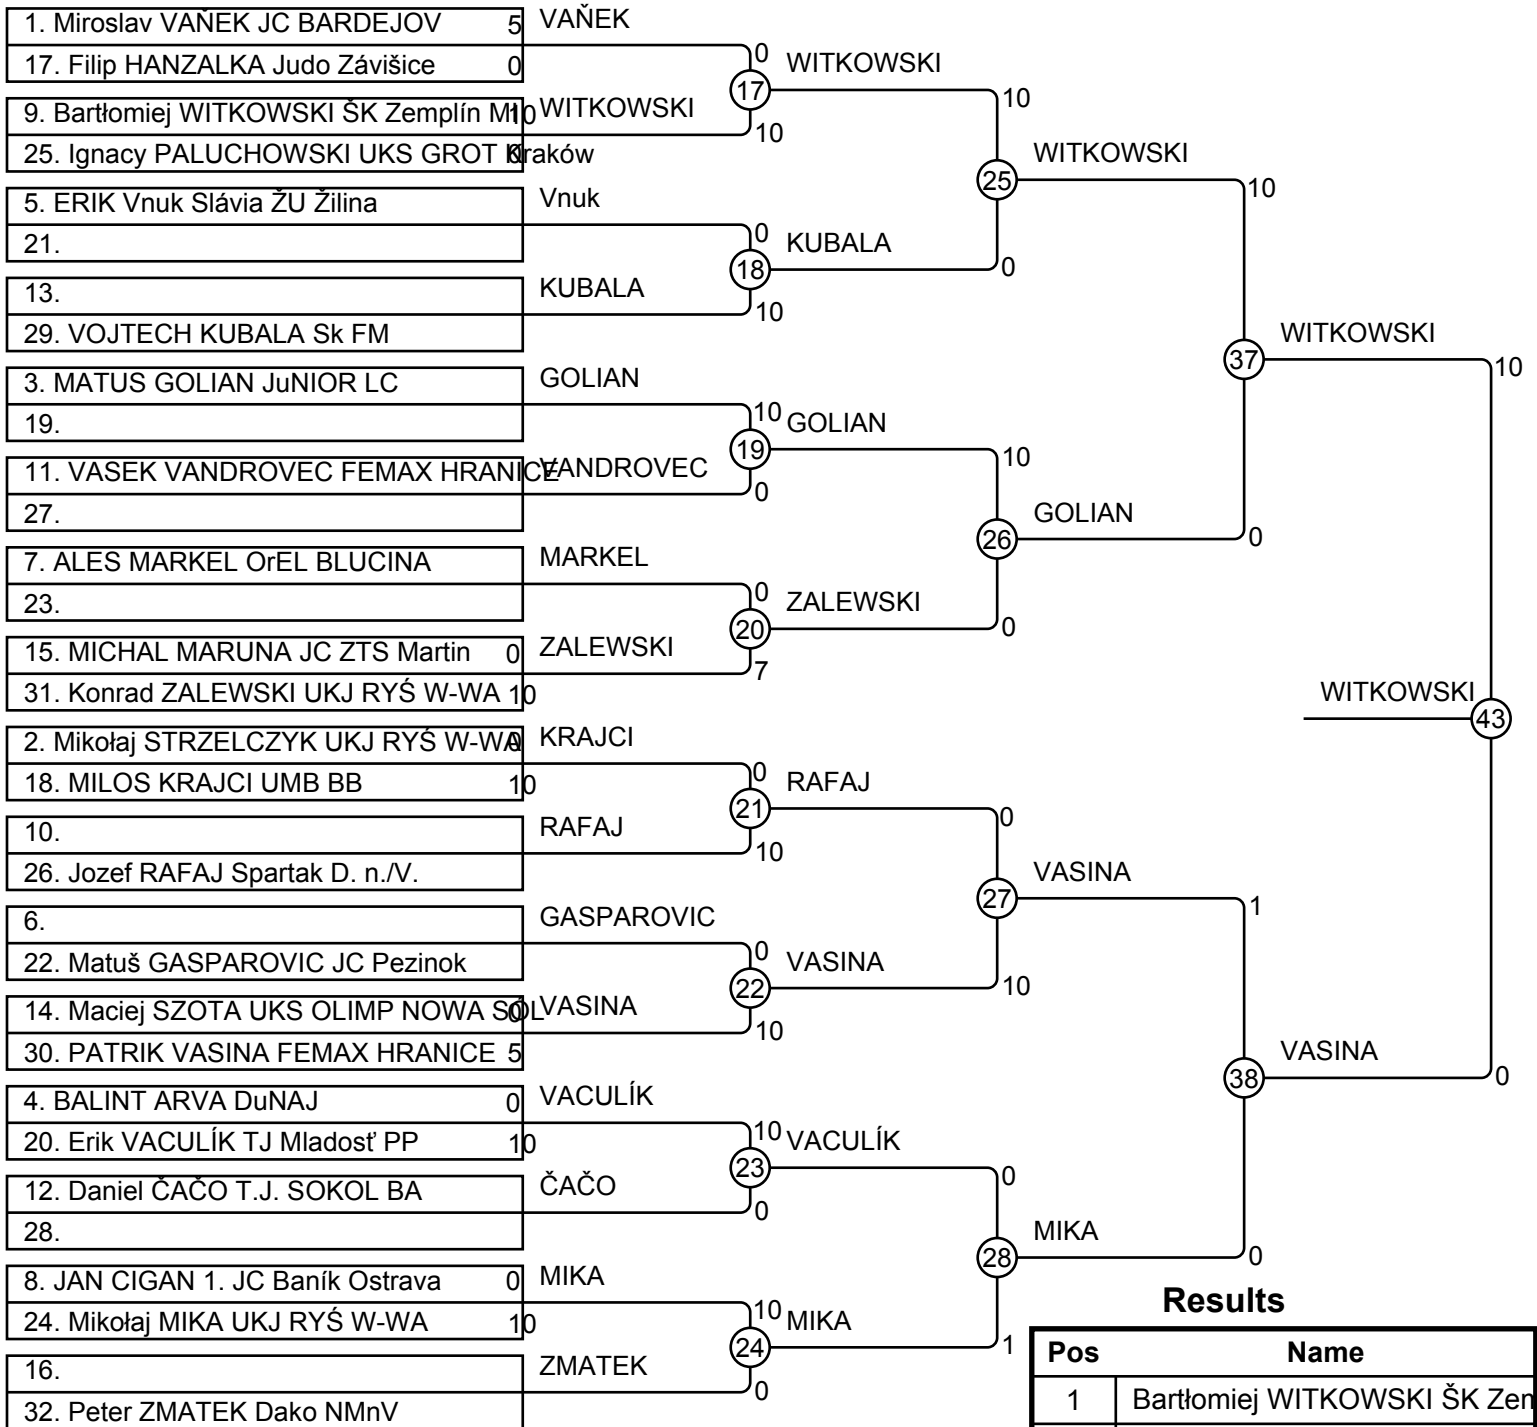 1. Miroslav VAŇEK JC BARDEJOV 5
17. Filip HANZALKA Judo Závišice 0
9. Bartłomiej WITKOWSKI ŠK Zemplín MI 10
25. Ignacy PALUCHOWSKI UKS GROT Kraków 0
5. ERIK Vnuk Slávia ŽU Žilina
21.
13.
29. VOJTECH KUBALA Sk FM
3. MATUS GOLIAN JuNIOR LC
19.
11. VASEK VANDROVEC FEMAX HRANICE
27.
7. ALES MARKEL OrEL BLUCINA
23.
15. MICHAL MARUNA JC ZTS Martin 0
31. Konrad ZALEWSKI UKJ RYŚ W-WA 10
2. Mikołaj STRZELCZYK UKJ RYŚ W-WA 0
18. MILOS KRAJCI UMB BB 10
10.
26. Jozef RAFAJ Spartak D. n./V.
6.
22. Matuš GASPAROVIC JC Pezinok
14. Maciej SZOTA UKS OLIMP NOWA SÓL 0
30. PATRIK VASINA FEMAX HRANICE 5
4. BALINT ARVA DuNAJ 0
20. Erik VACULÍK TJ Mladosť PP 10
12. Daniel ČAČO T.J. SOKOL BA
28.
8. JAN CIGAN 1. JC Baník Ostrava 0
24. Mikołaj MIKA UKJ RYŚ W-WA 10
16.
32. Peter ZMATEK Dako NMnV
VAŇEK
0
17
WITKOWSKI
10
Vnuk
0
18
KUBALA
10
GOLIAN
10
19
VANDROVEC
0
MARKEL
0
20
ZALEWSKI
7
KRAJCI
0
21
RAFAJ
10
GASPAROVIC
0
22
VASINA
10
VACULÍK
10
23
ČAČO
0
MIKA
10
24
ZMATEK
0
WITKOWSKI
10
25
KUBALA
0
GOLIAN
10
26
ZALEWSKI
0
RAFAJ
0
27
VASINA
10
VACULÍK
0
28
MIKA
1
WITKOWSKI
10
37
GOLIAN
0
VASINA
1
38
MIKA
0
WITKOWSKI
10
WITKOWSKI
43
VASINA
0
Results
Pos Name
1 Bartłomiej WITKOWSKI ŠK Zem